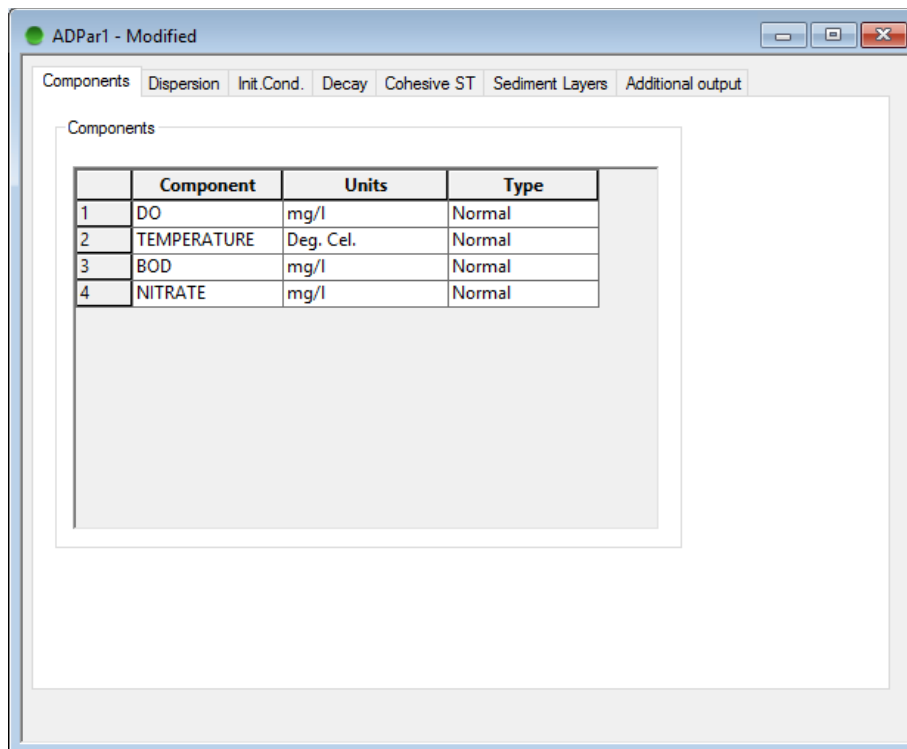 ADPar1 - Modified
Components Dispersion Init.Cond. Decay Cohesive ST Sediment Layers Additional output
Components
Component Units Type
1 DO mg/l Normal
2 TEMPERATURE Deg. Cel. Normal
3 BOD mg/l Normal
4 NITRATE mg/l Normal